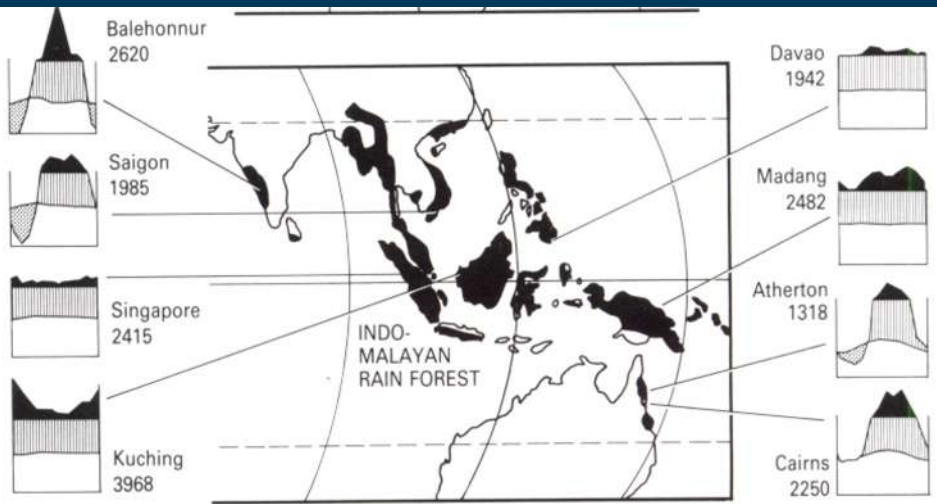 Balehonnur
2620
Saigon
1985
Singapore
2415
Kuching
3968
INDO-
MALAYAN
RAIN FOREST
Davao
1942
Madang
2482
Atherton
1318
Cairns
2250